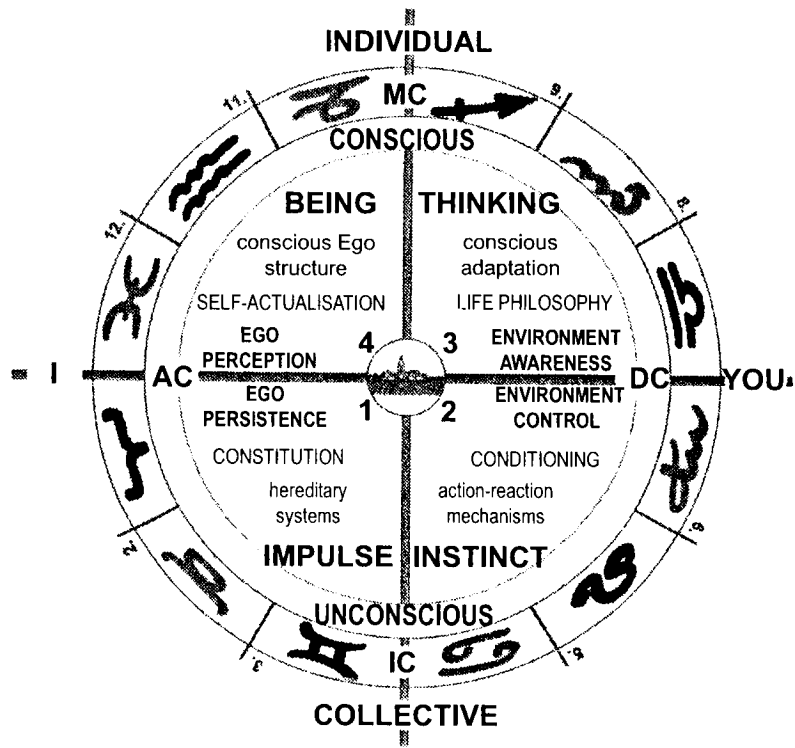 INDIVIDUAL
MC
11.
9.
CONSCIOUS
BEING THINKING
conscious Ego
structure
conscious
adaptation
12.
8.
SELF-ACTUALISATION
LIFE PHILOSOPHY
EGO
PERCEPTION
4
3
ENVIRONMENT
AWARENESS
I
AC
DC
YOU
EGO
PERSISTENCE
1
2
ENVIRONMENT
CONTROL
CONSTITUTION
CONDITIONING
hereditary
systems
action-reaction
mechanisms
2.
6.
IMPULSE INSTINCT
UNCONSCIOUS
3.
5.
IC
COLLECTIVE